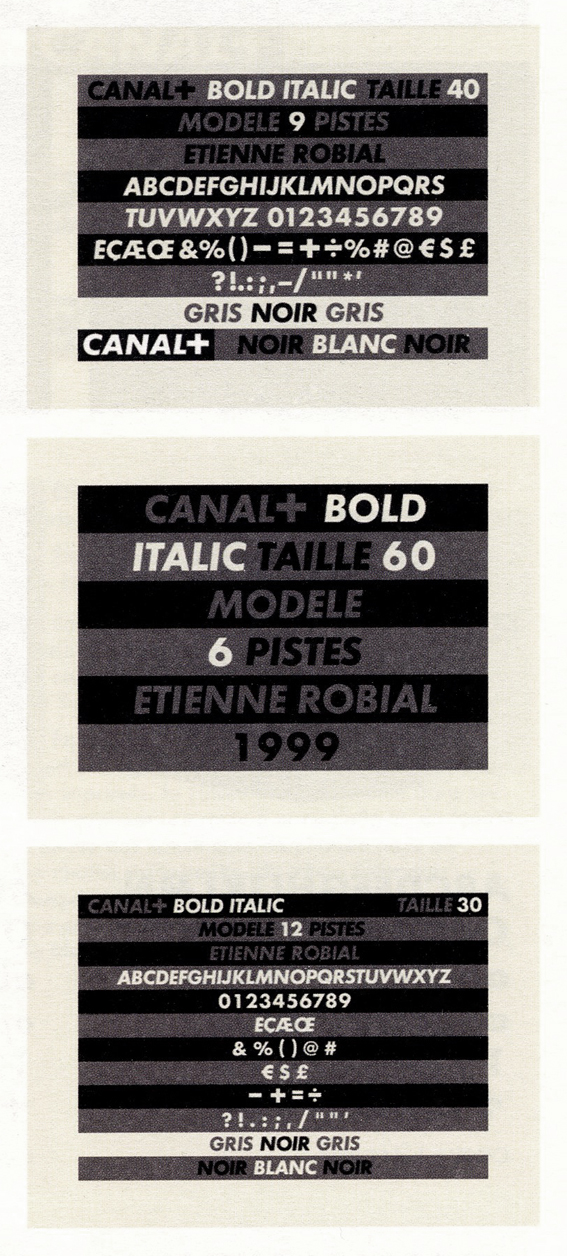 CANAL+ BOLD ITALIC TAILLE 40
MODELE 9 PISTES
ETIENNE ROBIAL
ABCDEFGHIJKLMNOPQRS
TUVWXYZ 0123456789
EÇÆŒ &%()−=+÷%#@€$£
?!.:;,–/""*'
GRIS NOIR GRIS
CANAL+ NOIR BLANC NOIR
CANAL+ BOLD
ITALIC TAILLE 60
MODELE
6 PISTES
ETIENNE ROBIAL
1999
CANAL+ BOLD ITALIC TAILLE 30
MODELE 12 PISTES
ETIENNE ROBIAL
ABCDEFGHIJKLMNOPQRSTUVWXYZ
0123456789
EÇÆŒ
& % ( ) @ #
€ $ £
− + = ÷
? ! . : ; , / " " '
GRIS NOIR GRIS
NOIR BLANC NOIR